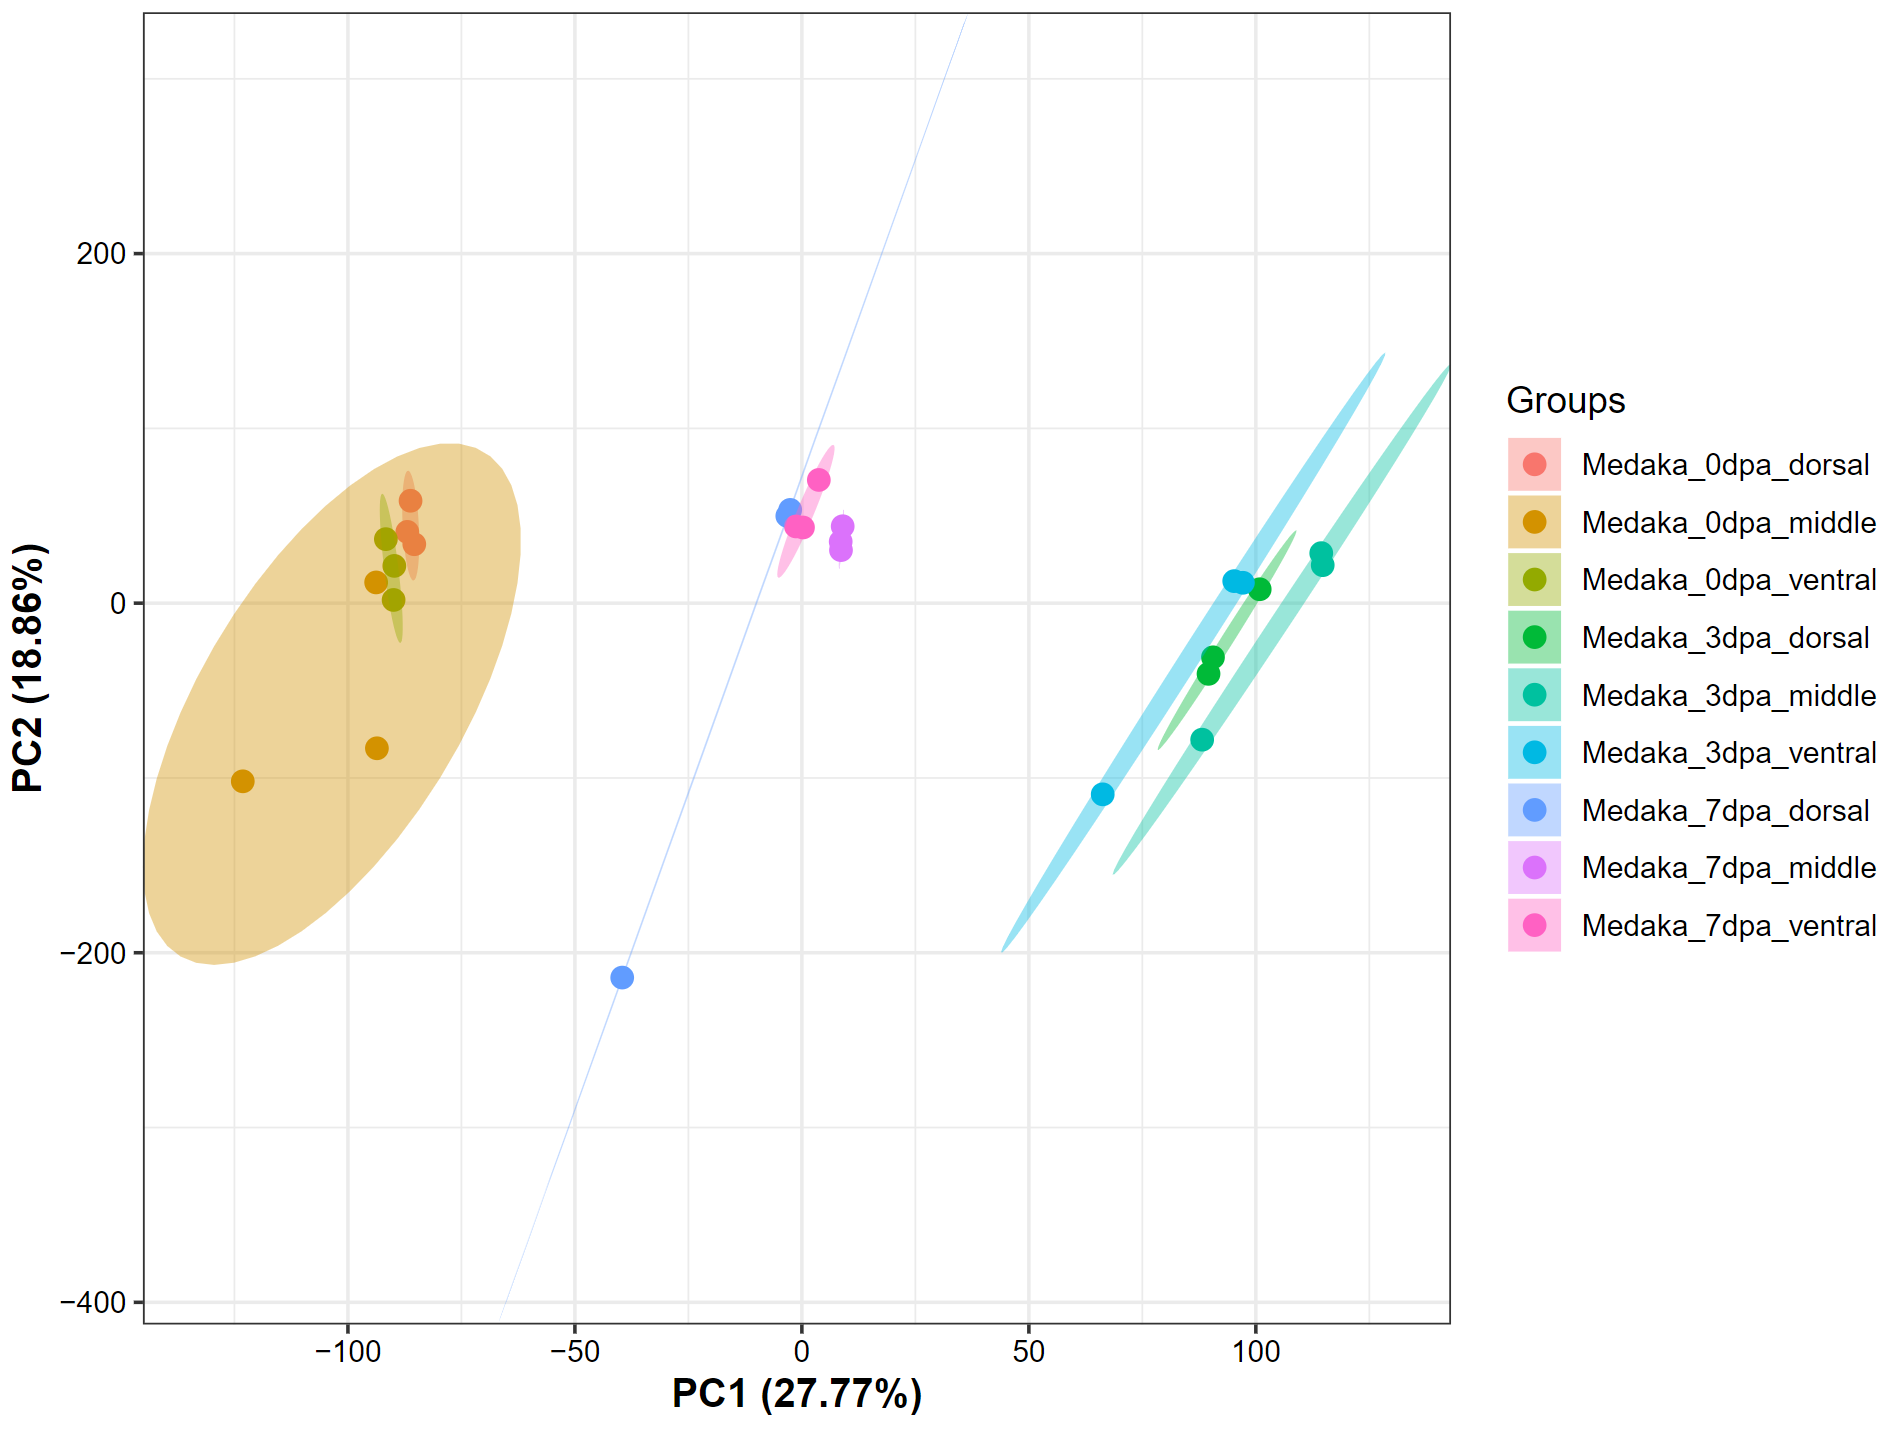 200
0
−200
−400
PC2 (18.86%)
−100
−50
0
50
100
PC1 (27.77%)
Groups
Medaka_0dpa_dorsal
Medaka_0dpa_middle
Medaka_0dpa_ventral
Medaka_3dpa_dorsal
Medaka_3dpa_middle
Medaka_3dpa_ventral
Medaka_7dpa_dorsal
Medaka_7dpa_middle
Medaka_7dpa_ventral